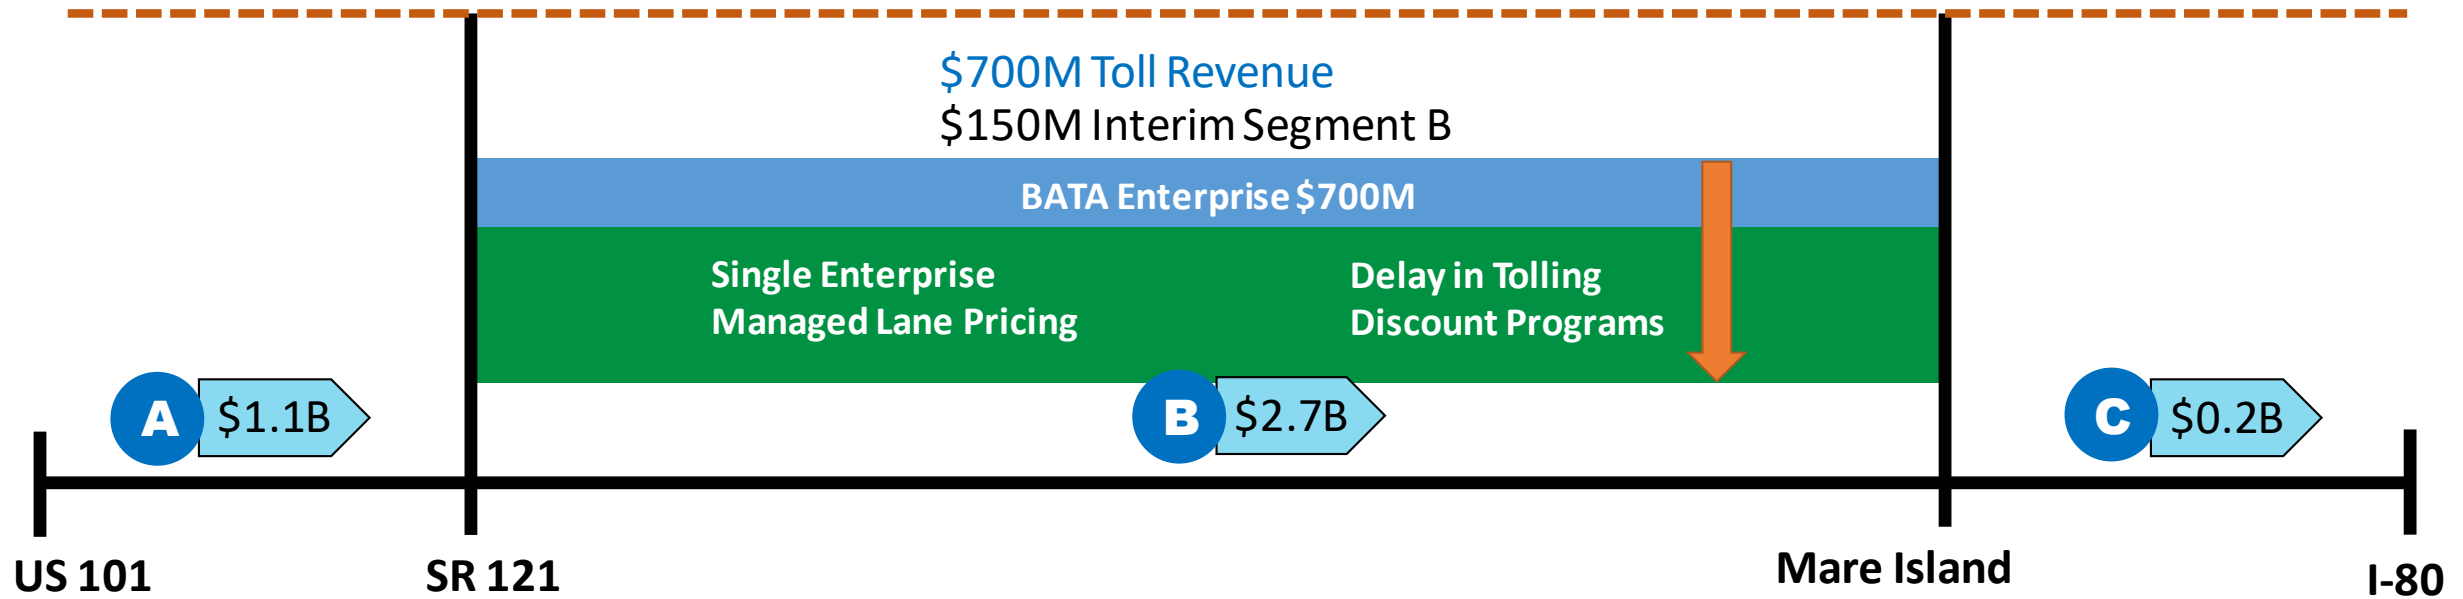 $700M Toll Revenue
$150M Interim Segment B
BATA Enterprise $700M
Single Enterprise
Managed Lane Pricing
Delay in Tolling
Discount Programs
A $1.1B
B $2.7B
C $0.2B
US 101
SR 121
Mare Island
I-80